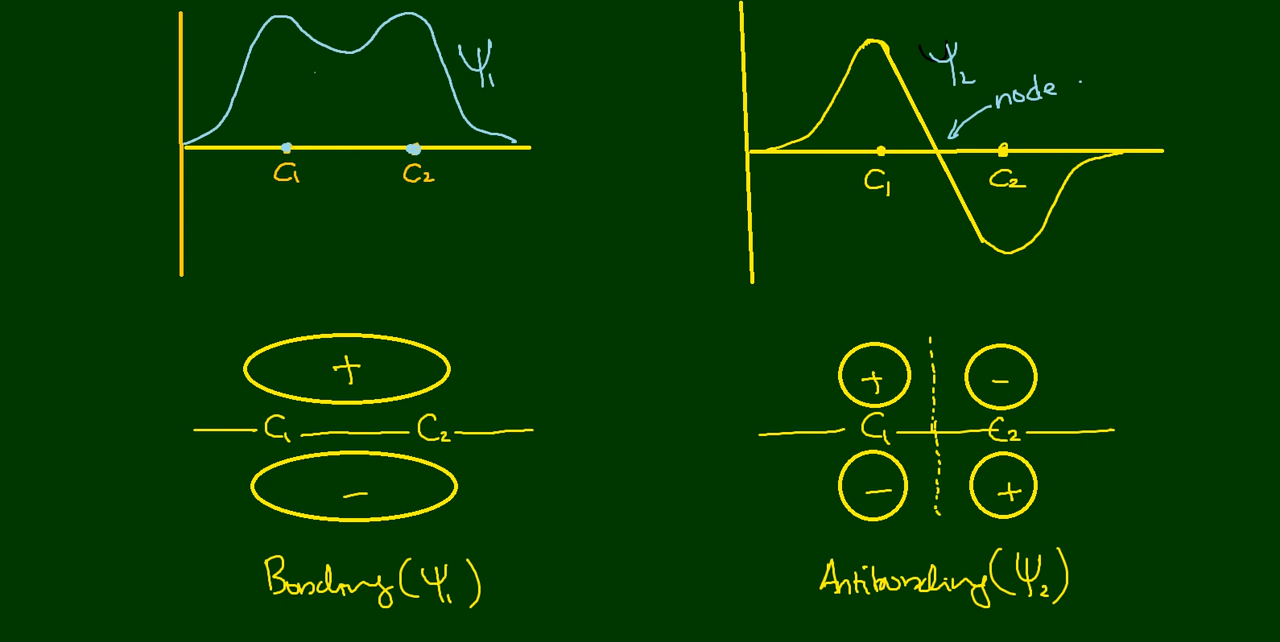 Ψ₁
Ψ₂
node
C₁ C₂
C₁ C₂
+
+ -
C₁ C₂
C₁ C₂
-
- +
Bonding (Ψ₁)
Antibonding (Ψ₂)